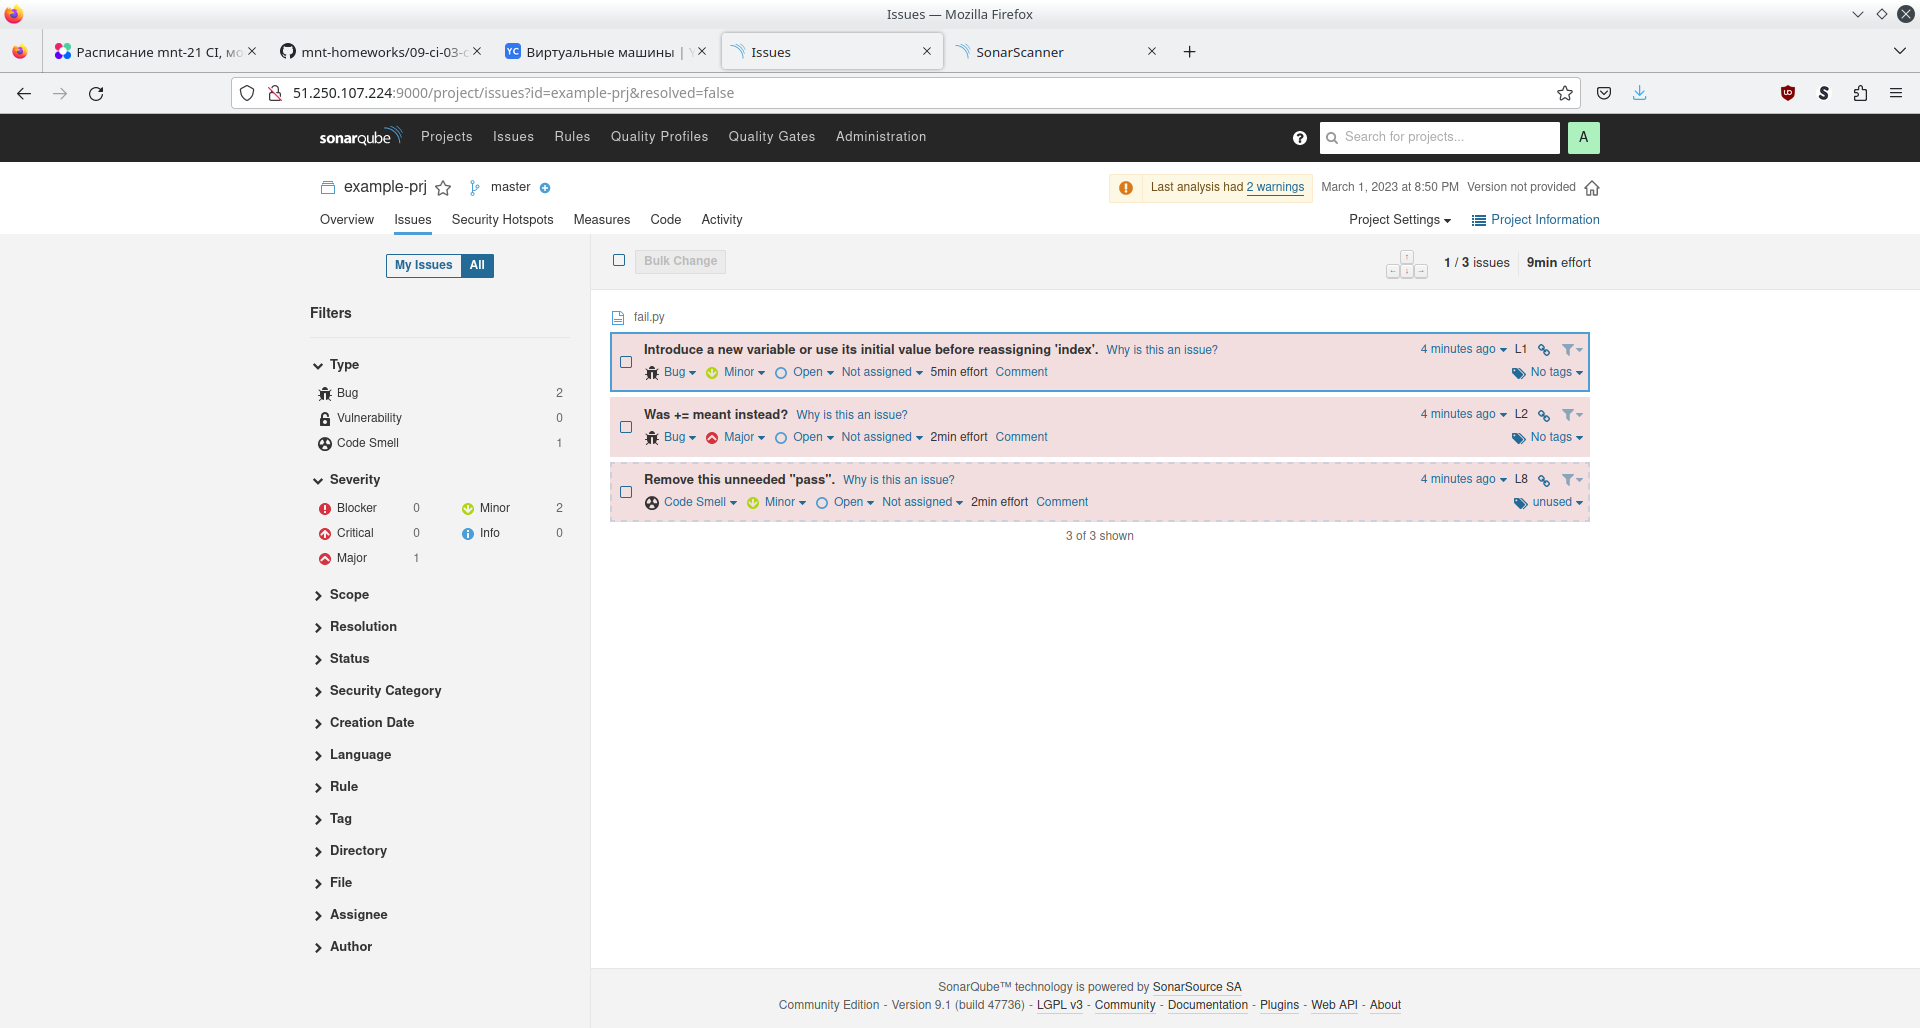 Issues — Mozilla Firefox
Расписание mnt-21 CI, мо
mnt-homeworks/09-ci-03-c
YC Виртуальные машины |
Issues
SonarScanner
51.250.107.224:9000/project/issues?id=example-prj&resolved=false
sonarqube Projects Issues Rules Quality Profiles Quality Gates Administration
? Search for projects... A
example-prj master
Last analysis had 2 warnings March 1, 2023 at 8:50 PM Version not provided
Overview Issues Security Hotspots Measures Code Activity
Project Settings Project Information
My Issues All
Bulk Change
1 / 3 issues 9min effort
Filters
Type
Bug 2
Vulnerability 0
Code Smell 1
Severity
Blocker 0 Minor 2
Critical 0 Info 0
Major 1
Scope
Resolution
Status
Security Category
Creation Date
Language
Rule
Tag
Directory
File
Assignee
Author
fail.py
Introduce a new variable or use its initial value before reassigning 'index'. Why is this an issue? 4 minutes ago L1
Bug Minor Open Not assigned 5min effort Comment No tags
Was += meant instead? Why is this an issue? 4 minutes ago L2
Bug Major Open Not assigned 2min effort Comment No tags
Remove this unneeded "pass". Why is this an issue? 4 minutes ago L8
Code Smell Minor Open Not assigned 2min effort Comment unused
3 of 3 shown
SonarQube™ technology is powered by SonarSource SA
Community Edition - Version 9.1 (build 47736) - LGPL v3 - Community - Documentation - Plugins - Web API - About